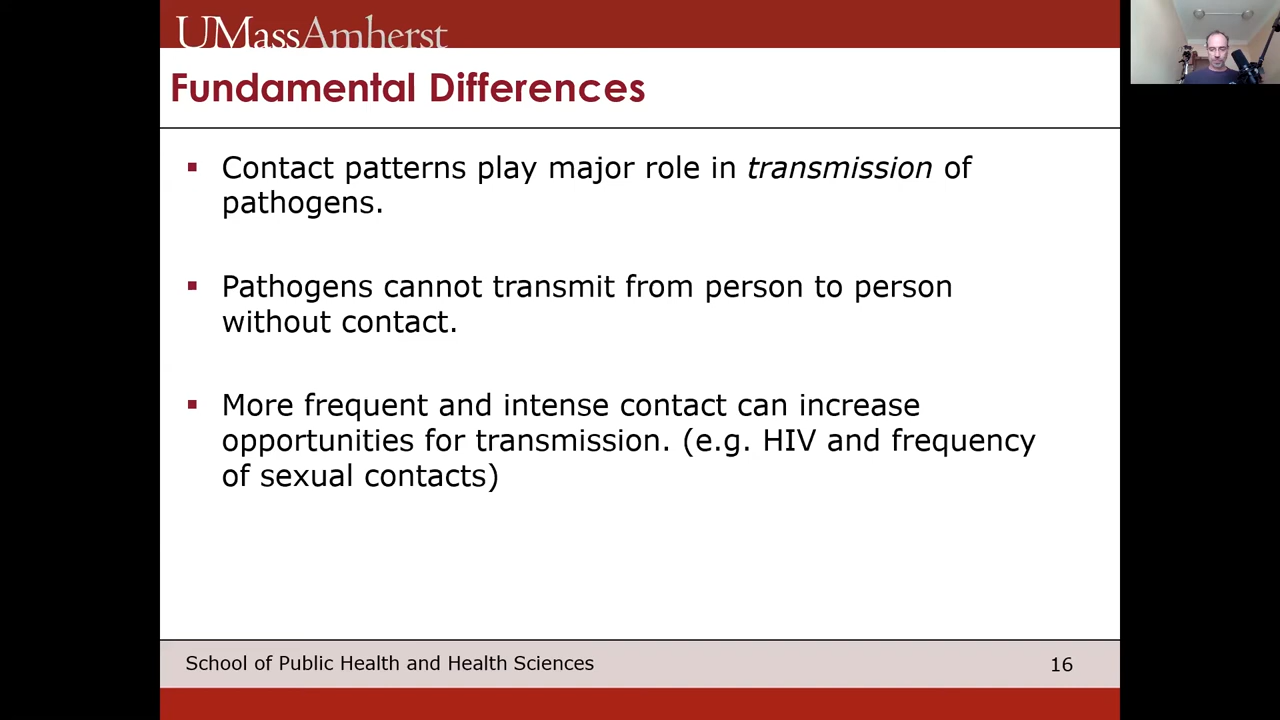 UMassAmherst
Fundamental Differences
▪ Contact patterns play major role in transmission of
pathogens.
▪ Pathogens cannot transmit from person to person
without contact.
▪ More frequent and intense contact can increase
opportunities for transmission. (e.g. HIV and frequency
of sexual contacts)
School of Public Health and Health Sciences
16